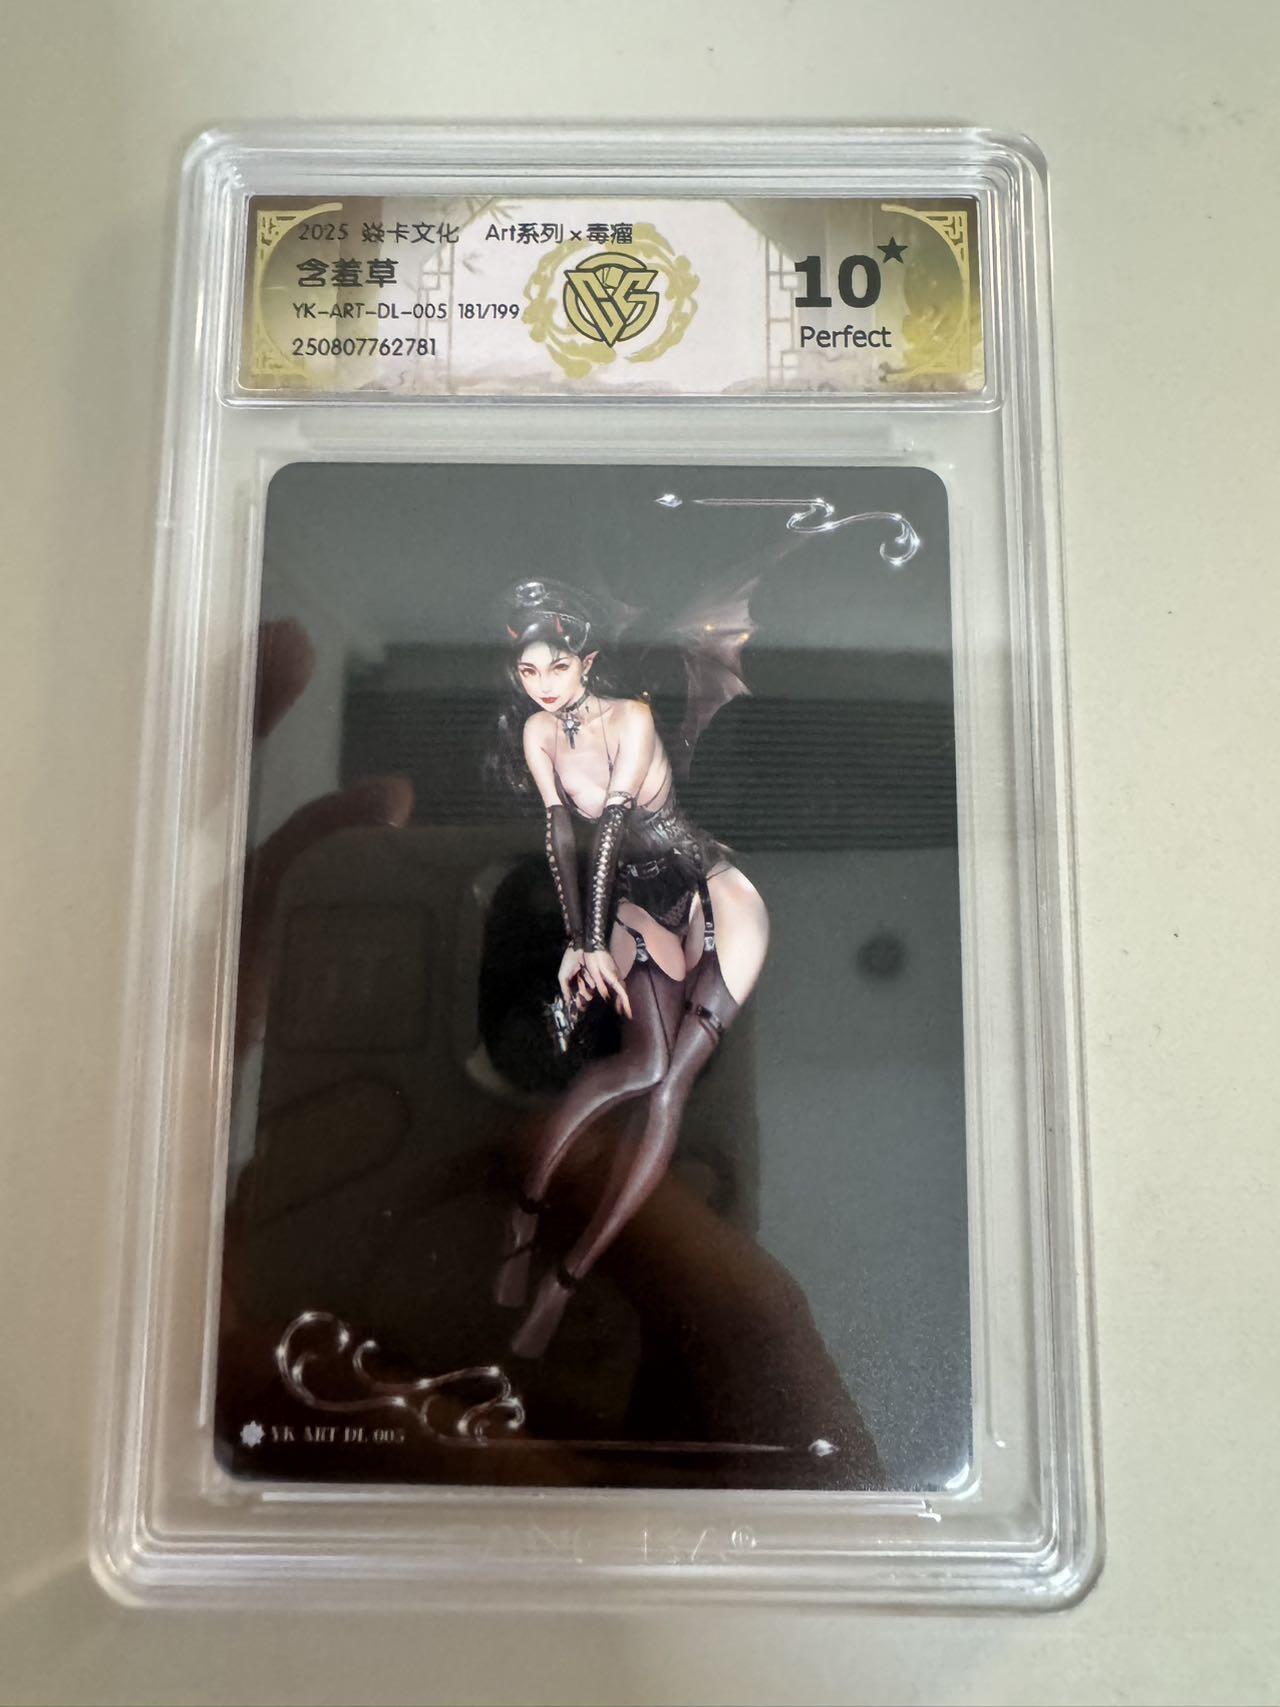 2025 焱卡文化 Art系列×毒瘤
含羞草
YK-ART-DL-005 181/199
250807762781
10★
Perfect
YK ART DL 005